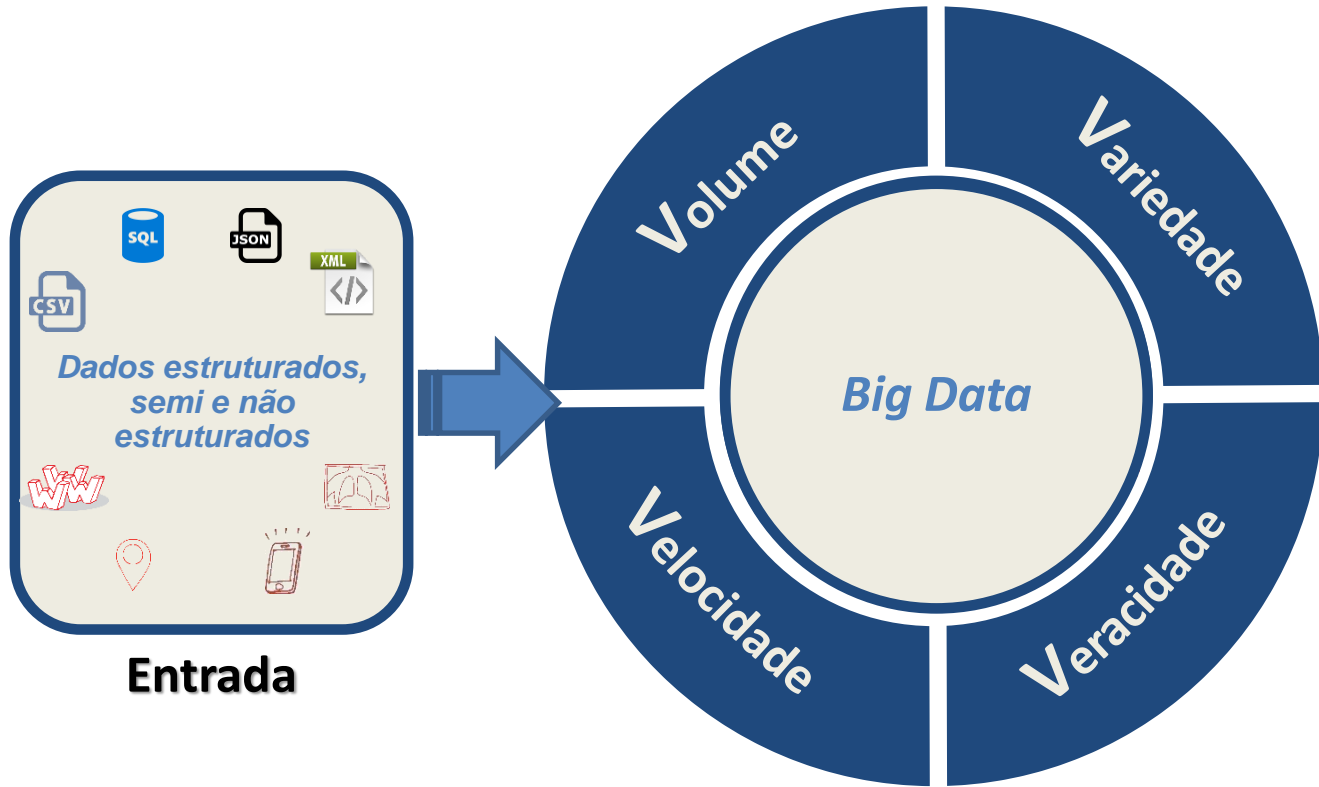 SQL
JSON
XML
</>
CSV
Dados estruturados,
semi e não
estruturados
WWW
Entrada
Volume
Variedade
Big Data
Velocidade
Veracidade